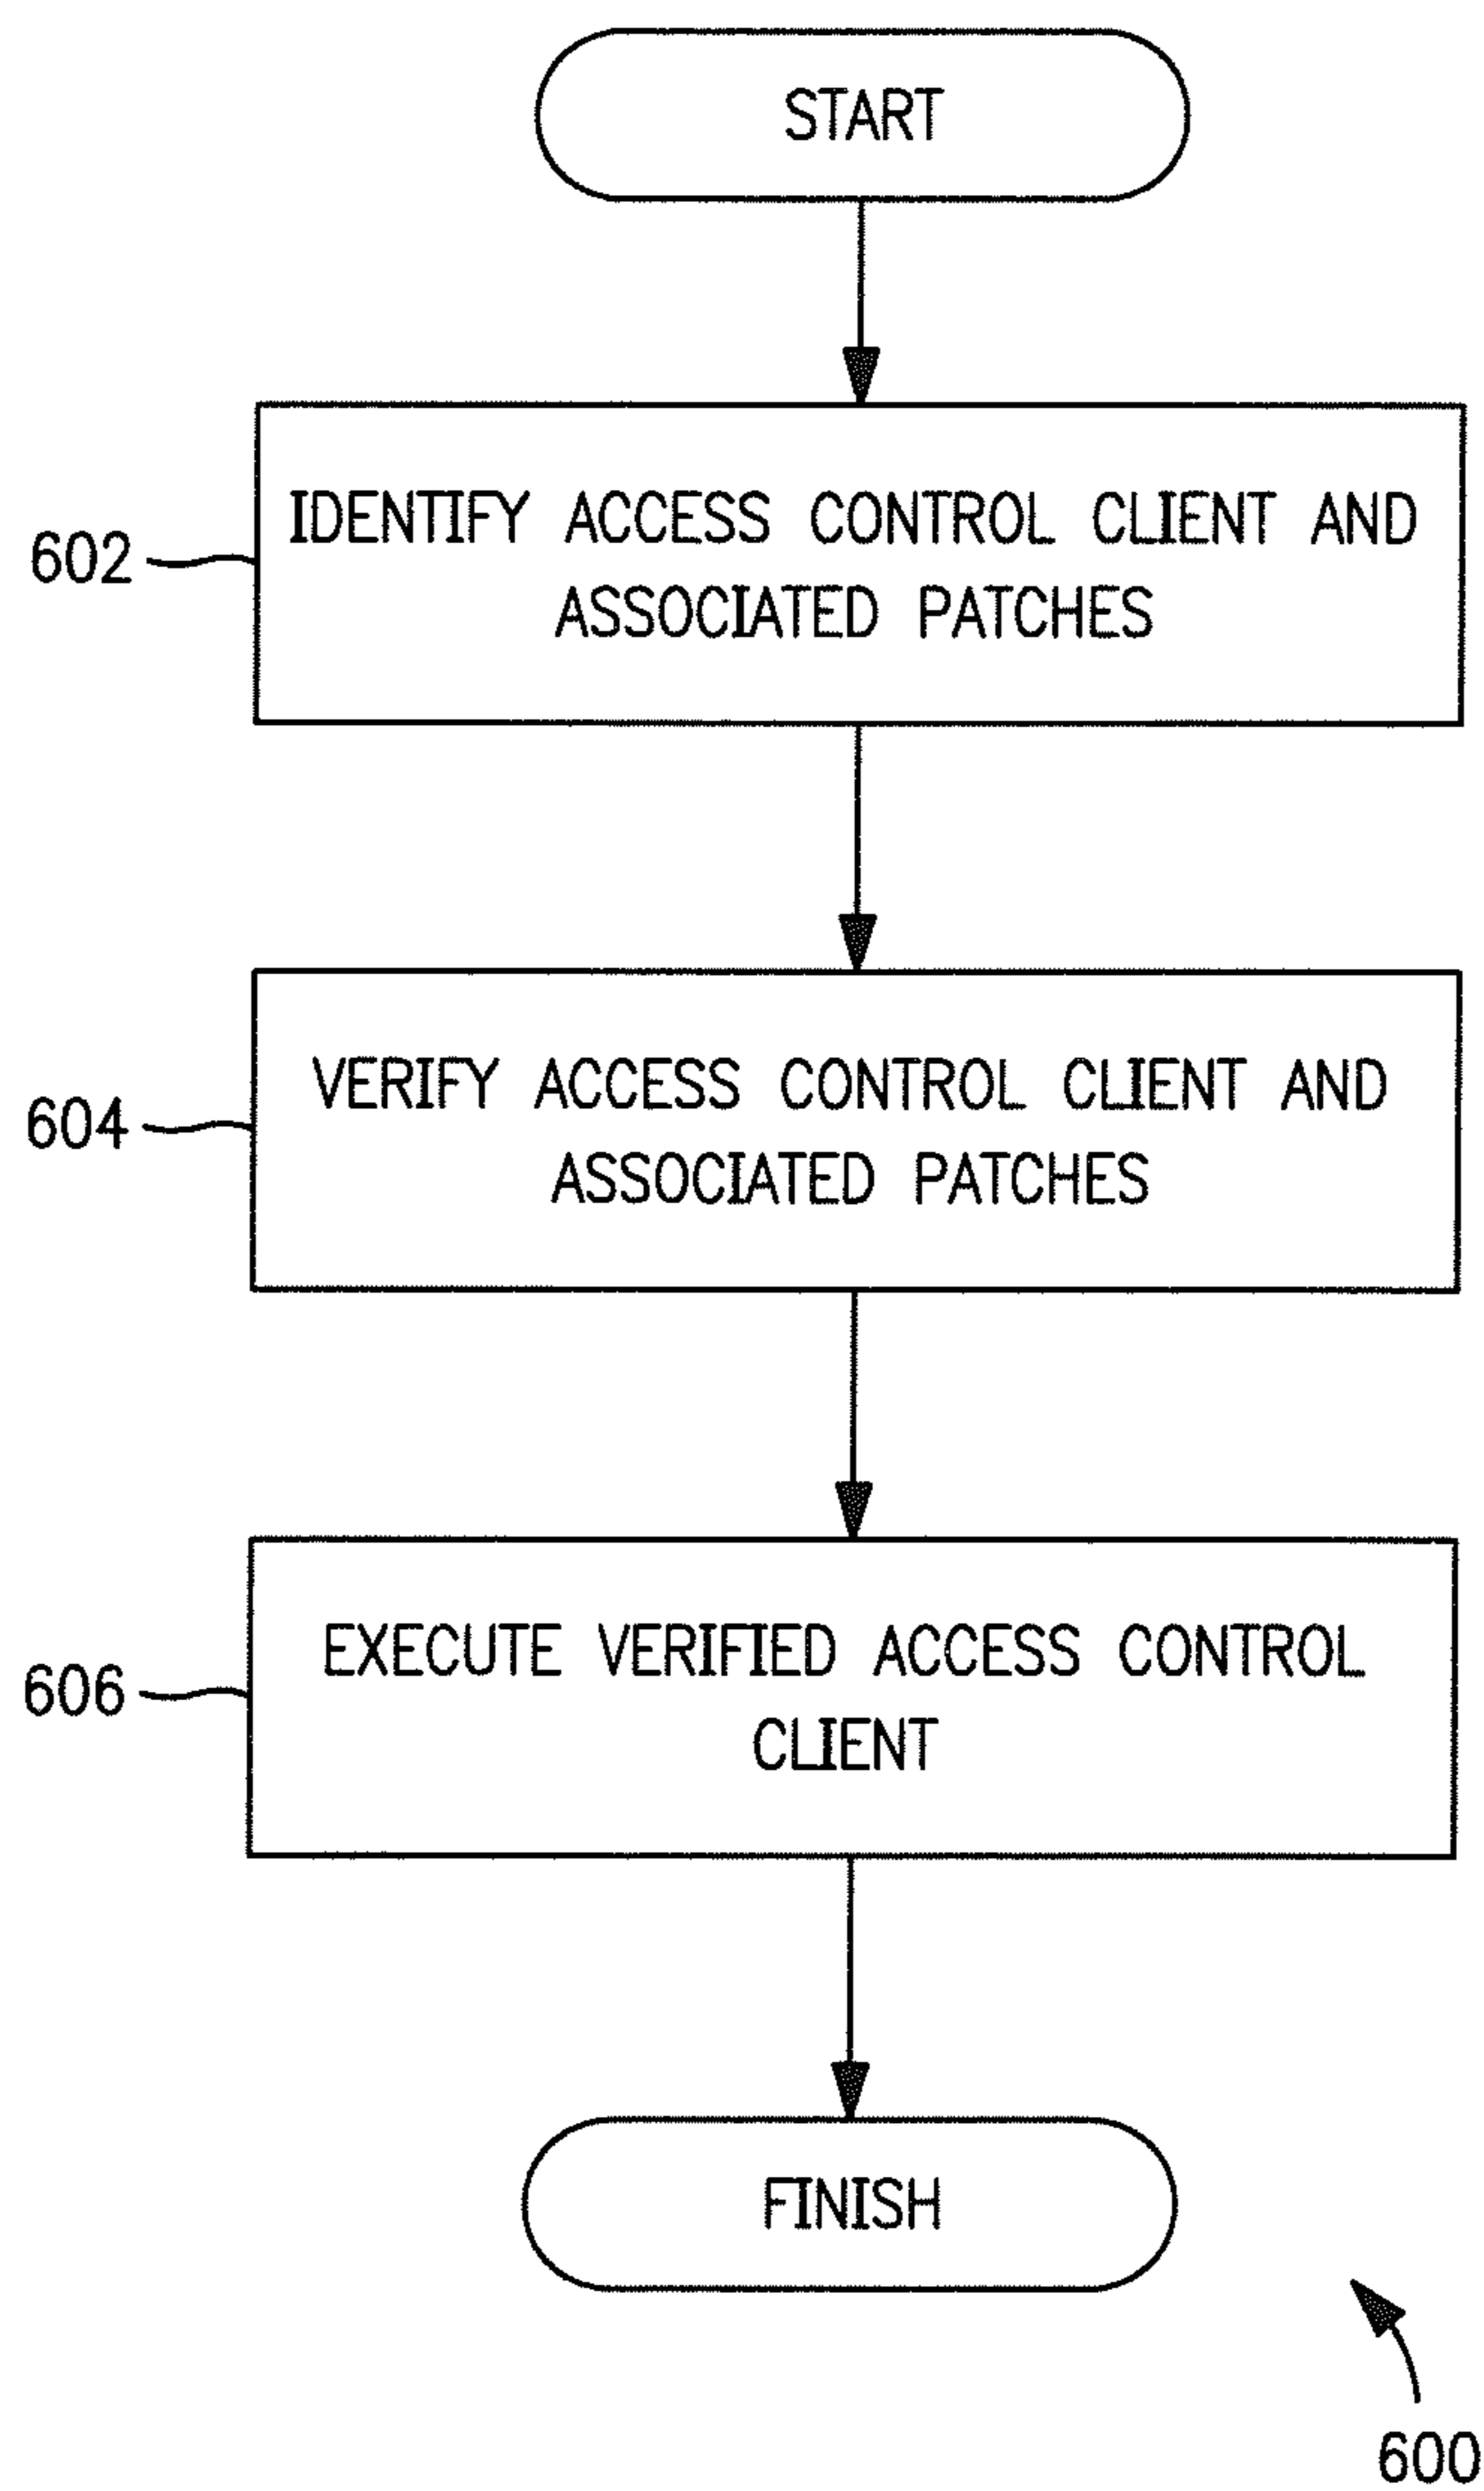 START
602
IDENTIFY ACCESS CONTROL CLIENT AND
ASSOCIATED PATCHES
604
VERIFY ACCESS CONTROL CLIENT AND
ASSOCIATED PATCHES
606
EXECUTE VERIFIED ACCESS CONTROL
CLIENT
FINISH
600